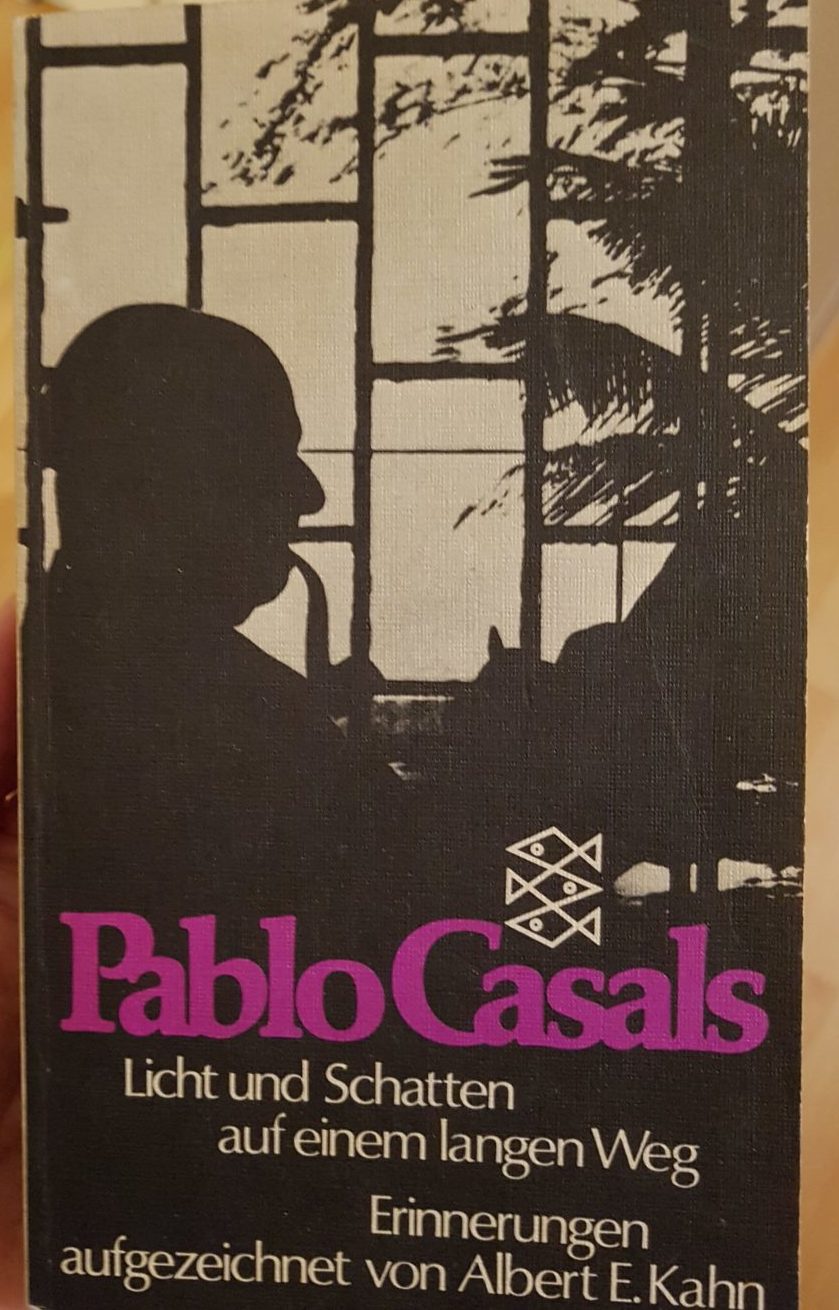 Pablo Casals
Licht und Schatten
auf einem langen Weg
Erinnerungen
aufgezeichnet von Albert E. Kahn